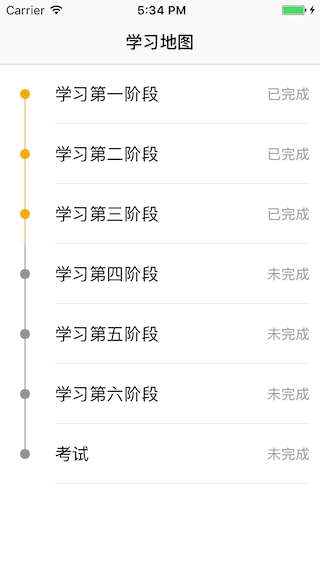 Carrier 5:34 PM
学习地图
学习第一阶段 已完成
学习第二阶段 已完成
学习第三阶段 已完成
学习第四阶段 未完成
学习第五阶段 未完成
学习第六阶段 未完成
考试 未完成